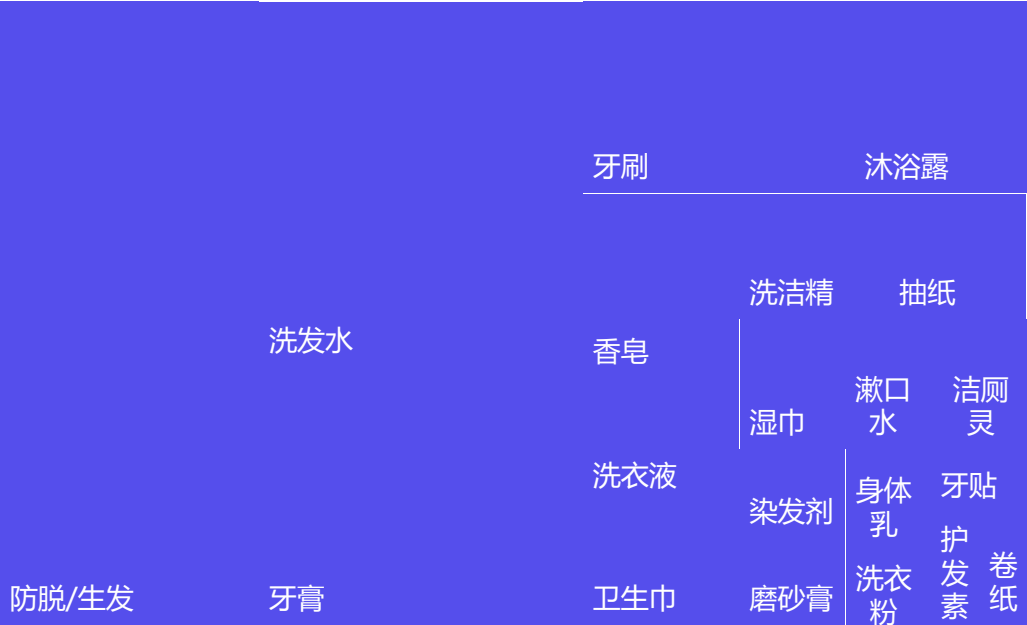 牙刷
沐浴露
洗洁精
抽纸
洗发水
香皂
漱口
水
洁厕
灵
湿巾
洗衣液
染发剂
身体
乳
牙贴
护
发
素
卷
纸
防脱/生发
牙膏
卫生巾
磨砂膏
洗衣
粉